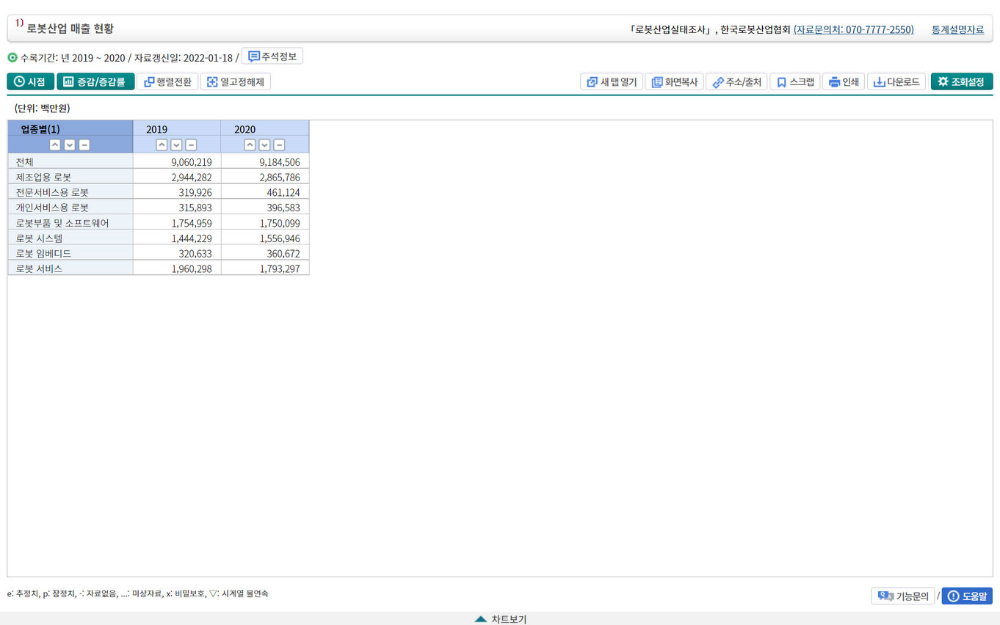 1) 로봇산업 매출 현황
「로봇산업실태조사」, 한국로봇산업협회 (자료문의처: 070-7777-2550) 통계설명자료
수록기간: 년 2019 ~ 2020 / 자료갱신일: 2022-01-18 / 주석정보
시점 증감/증감률 행렬전환 열고정해제 새 탭 열기 화면복사 주소/출처 스크랩 인쇄 다운로드 조회설정
(단위: 백만원)
업종별(1) 2019 2020
전체 9,060,219 9,184,506
제조업용 로봇 2,944,282 2,865,786
전문서비스용 로봇 319,926 461,124
개인서비스용 로봇 315,893 396,583
로봇부품 및 소프트웨어 1,754,959 1,750,099
로봇 시스템 1,444,229 1,556,946
로봇 임베디드 320,633 360,672
로봇 서비스 1,960,298 1,793,297
e: 추정치, p: 잠정치, -: 자료없음, ...: 미상자료, x: 비밀보호, ▽: 시계열 불연속
기능문의 / 도움말
차트보기